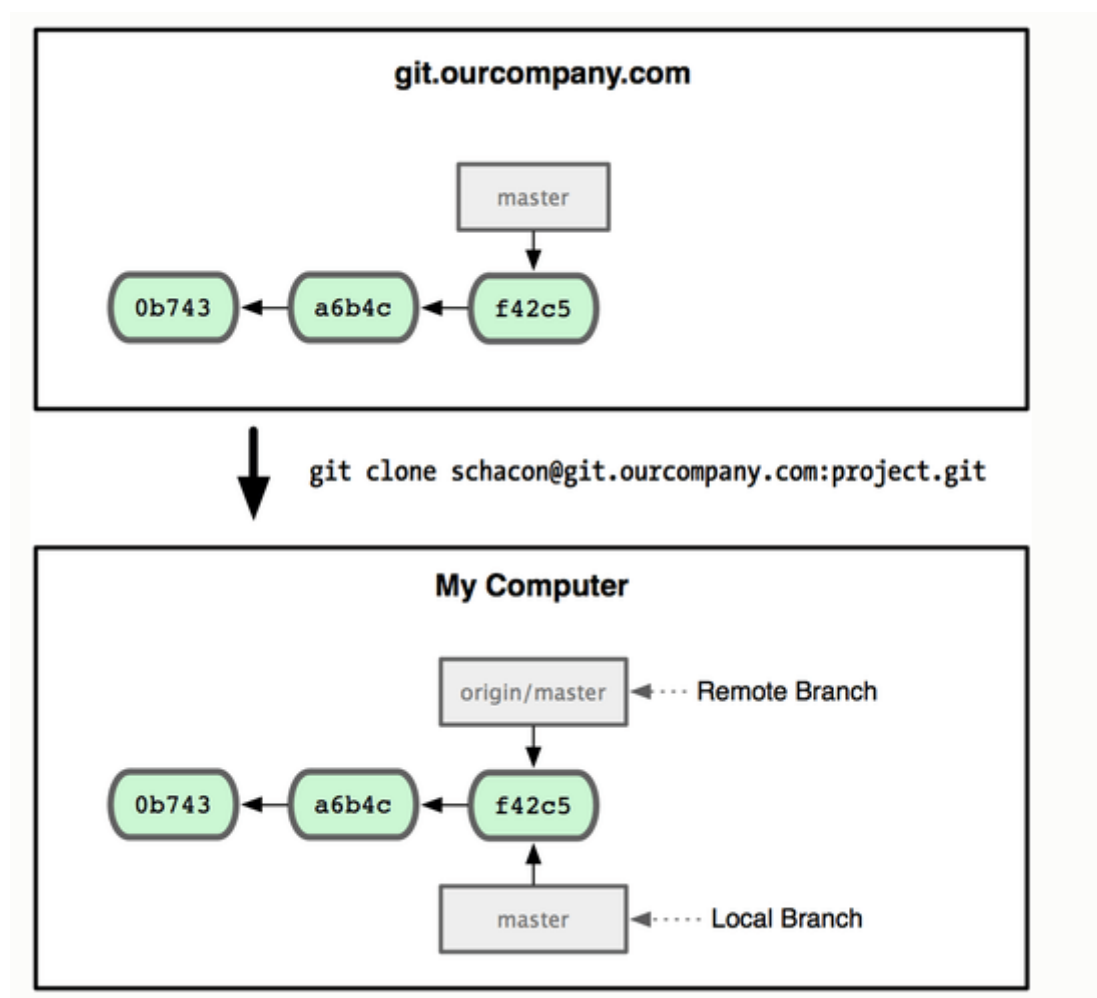 git.ourcompany.com
master
0b743 a6b4c f42c5
git clone schacon@git.ourcompany.com:project.git
My Computer
origin/master Remote Branch
0b743 a6b4c f42c5
master Local Branch